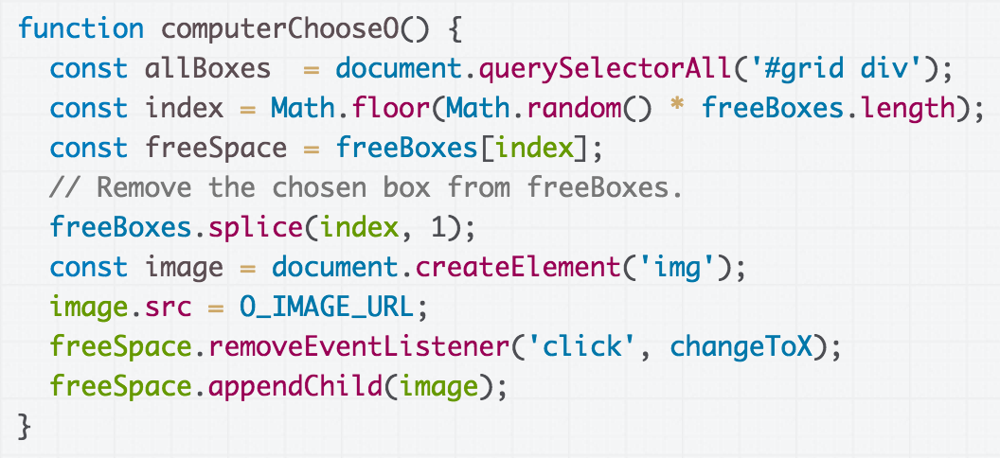 function computerChooseO() {
  const allBoxes  = document.querySelectorAll('#grid div');
  const index = Math.floor(Math.random() * freeBoxes.length);
  const freeSpace = freeBoxes[index];
  // Remove the chosen box from freeBoxes.
  freeBoxes.splice(index, 1);
  const image = document.createElement('img');
  image.src = O_IMAGE_URL;
  freeSpace.removeEventListener('click', changeToX);
  freeSpace.appendChild(image);
}